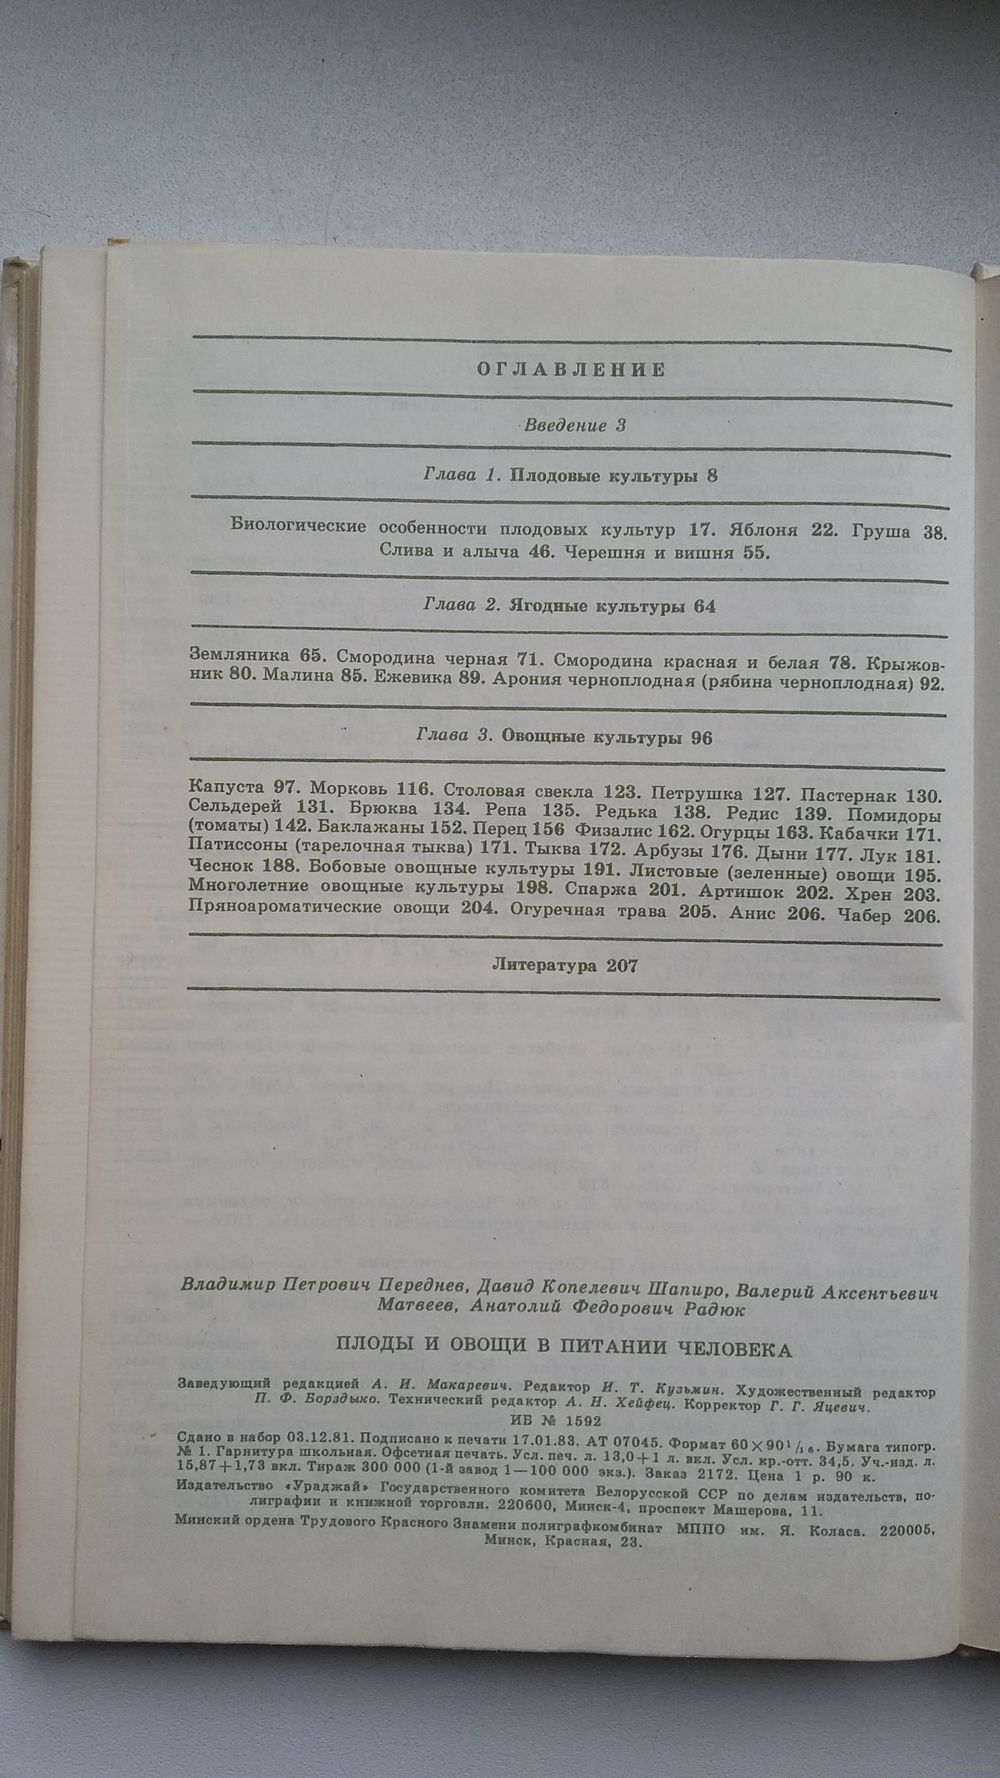 ОГЛАВЛЕНИЕ
Введение 3
Глава 1. Плодовые культуры 8
Биологические особенности плодовых культур 17. Яблоня 22. Груша 38.
Слива и алыча 46. Черешня и вишня 55.
Глава 2. Ягодные культуры 64
Земляника 65. Смородина черная 71. Смородина красная и белая 78. Крыжов-
ник 80. Малина 85. Ежевика 89. Арония черноплодная (рябина черноплодная) 92.
Глава 3. Овощные культуры 96
Капуста 97. Морковь 116. Столовая свекла 123. Петрушка 127. Пастернак 130.
Сельдерей 131. Брюква 134. Репа 135. Редька 138. Редис 139. Помидоры
(томаты) 142. Баклажаны 152. Перец 156 Физалис 162. Огурцы 163. Кабачки 171.
Патиссоны (тарелочная тыква) 171. Тыква 172. Арбузы 176. Дыни 177. Лук 181.
Чеснок 188. Бобовые овощные культуры 191. Листовые (зеленные) овощи 195.
Многолетние овощные культуры 198. Спаржа 201. Артишок 202. Хрен 203.
Пряноароматические овощи 204. Огуречная трава 205. Анис 206. Чабер 206.
Литература 207
Владимир Петрович Переднев, Давид Копелевич Шапиро, Валерий Аксентьевич
Матвеев, Анатолий Федорович Радюк
ПЛОДЫ И ОВОЩИ В ПИТАНИИ ЧЕЛОВЕКА
Заведующий редакцией А. И. Макаревич. Редактор И. Т. Кузьмин. Художественный редактор
П. Ф. Борздыко. Технический редактор А. Н. Хейфец. Корректор Г. Г. Яцевич.
ИБ № 1592
Сдано в набор 03.12.81. Подписано к печати 17.01.83. АТ 07045. Формат 60×90¹/₁₆. Бумага типогр.
№ 1. Гарнитура школьная. Офсетная печать. Усл. печ. л. 13,0+1 л. вкл. Усл. кр.-отт. 34,5. Уч.-изд. л.
15,87+1,73 вкл. Тираж 300 000 (1-й завод 1—100 000 экз.). Заказ 2172. Цена 1 р. 90 к.
Издательство «Ураджай» Государственного комитета Белорусской ССР по делам издательств, по-
лиграфии и книжной торговли. 220600, Минск-4, проспект Машерова, 11.
Минский ордена Трудового Красного Знамени полиграфкомбинат МППО им. Я. Коласа. 220005,
Минск, Красная, 23.